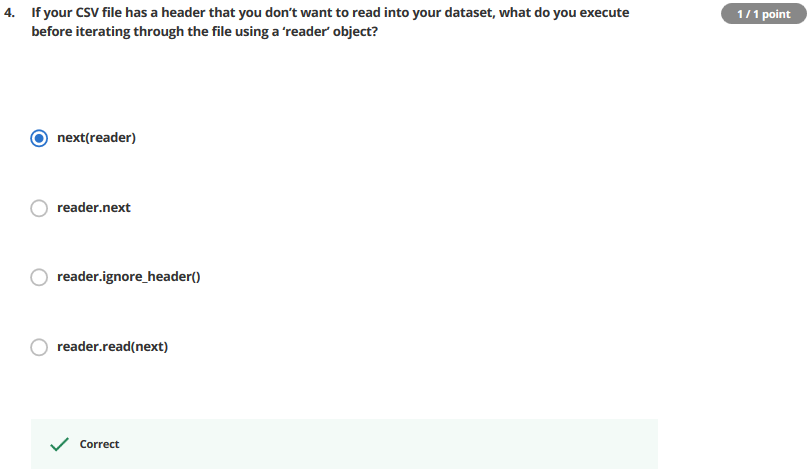 4. If your CSV file has a header that you don’t want to read into your dataset, what do you execute
before iterating through the file using a ‘reader’ object?
1 / 1 point
next(reader)
reader.next
reader.ignore_header()
reader.read(next)
Correct